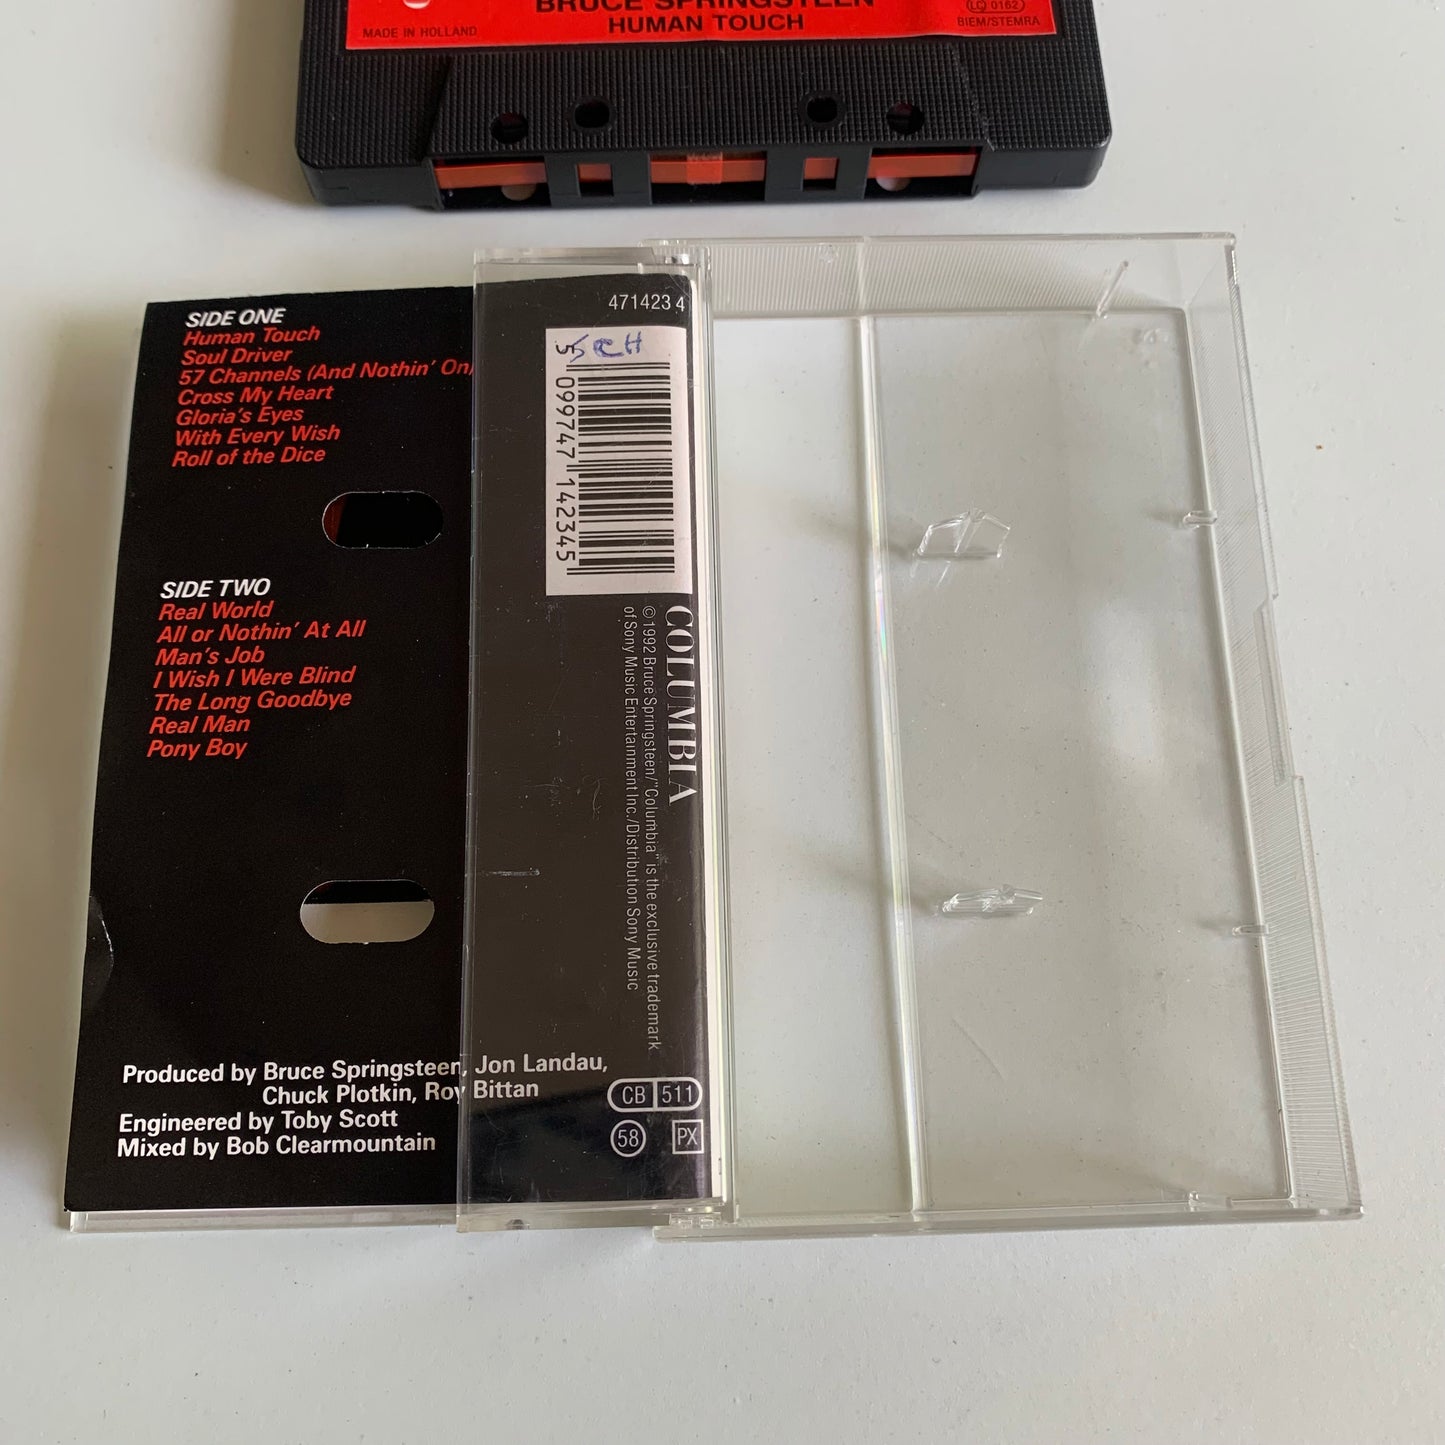 BRUCE SPRINGSTEEN
HUMAN TOUCH
MADE IN HOLLAND
LC 0162
BIEM/STEMRA
SIDE ONE
Human Touch
Soul Driver
57 Channels (And Nothin' On)
Cross My Heart
Gloria's Eyes
With Every Wish
Roll of the Dice
SIDE TWO
Real World
All or Nothin' At All
Man's Job
I Wish I Were Blind
The Long Goodbye
Real Man
Pony Boy
Produced by Bruce Springsteen, Jon Landau,
Chuck Plotkin, Roy Bittan
Engineered by Toby Scott
Mixed by Bob Clearmountain
471423 4
5 099747 142345
COLUMBIA
©1992 Bruce Springsteen/"Columbia" is the exclusive trademark
of Sony Music Entertainment Inc./Distribution Sony Music
CB 511
58 PX